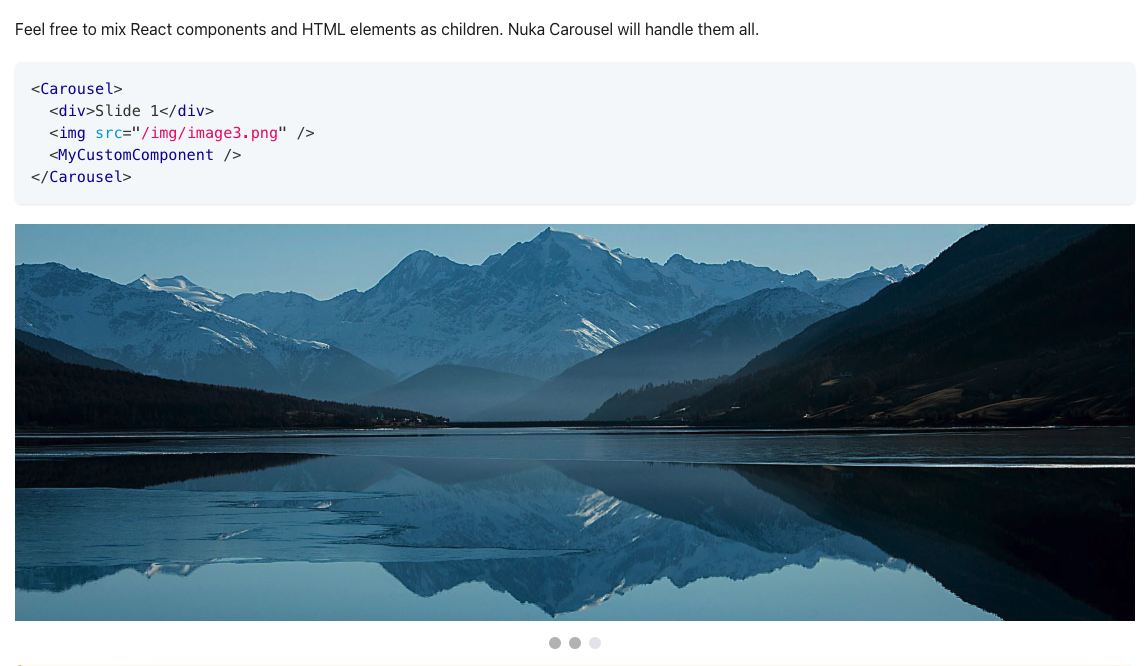 Feel free to mix React components and HTML elements as children. Nuka Carousel will handle them all.
<Carousel>
  <div>Slide 1</div>
  <img src="/img/image3.png" />
  <MyCustomComponent />
</Carousel>